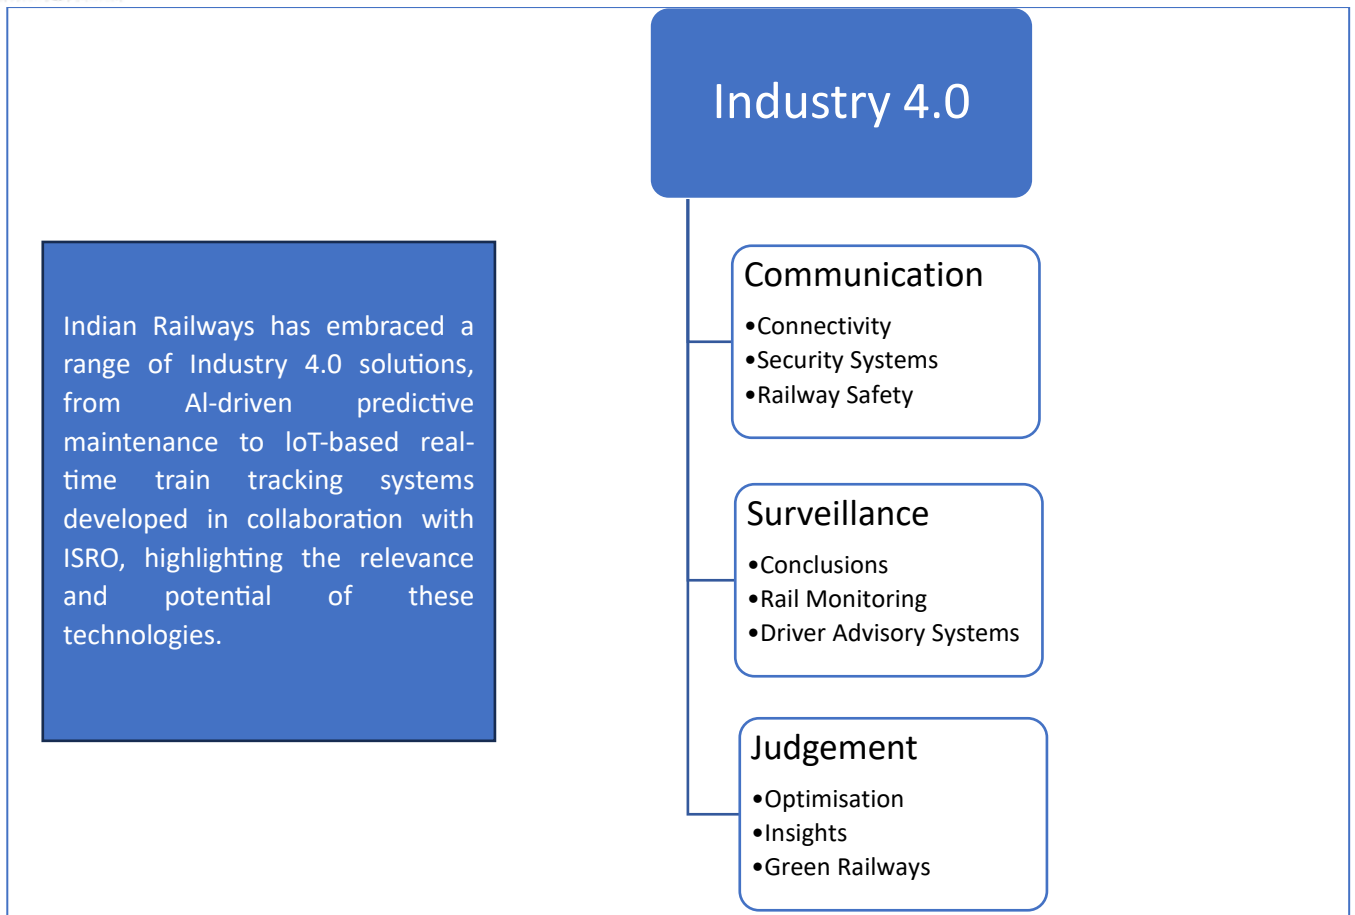 Industry 4.0
Indian Railways has embraced a
range of Industry 4.0 solutions,
from Al-driven predictive
maintenance to loT-based real-
time train tracking systems
developed in collaboration with
ISRO, highlighting the relevance
and potential of these
technologies.
Communication
•Connectivity
•Security Systems
•Railway Safety
Surveillance
•Conclusions
•Rail Monitoring
•Driver Advisory Systems
Judgement
•Optimisation
•Insights
•Green Railways